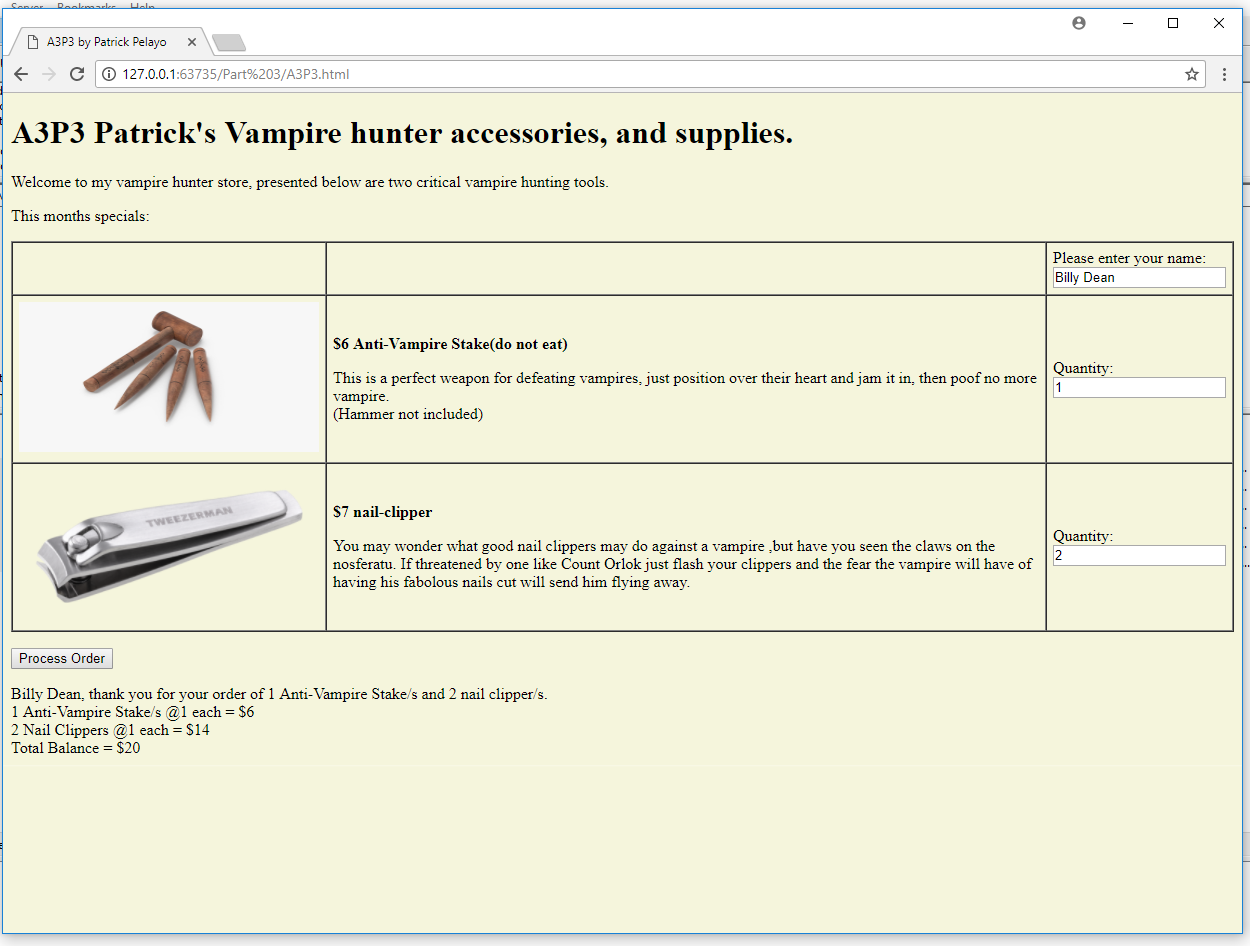 Server Bookmarks Help
A3P3 by Patrick Pelayo
127.0.0.1:63735/Part%203/A3P3.html
A3P3 Patrick's Vampire hunter accessories, and supplies.
Welcome to my vampire hunter store, presented below are two critical vampire hunting tools.
This months specials:
Please enter your name:
Billy Dean
$6 Anti-Vampire Stake(do not eat)
This is a perfect weapon for defeating vampires, just position over their heart and jam it in, then poof no more
vampire.
(Hammer not included)
Quantity:
1
TWEEZERMAN
$7 nail-clipper
You may wonder what good nail clippers may do against a vampire ,but have you seen the claws on the
nosferatu. If threatened by one like Count Orlok just flash your clippers and the fear the vampire will have of
having his fabolous nails cut will send him flying away.
Quantity:
2
Process Order
Billy Dean, thank you for your order of 1 Anti-Vampire Stake/s and 2 nail clipper/s.
1 Anti-Vampire Stake/s @1 each = $6
2 Nail Clippers @1 each = $14
Total Balance = $20